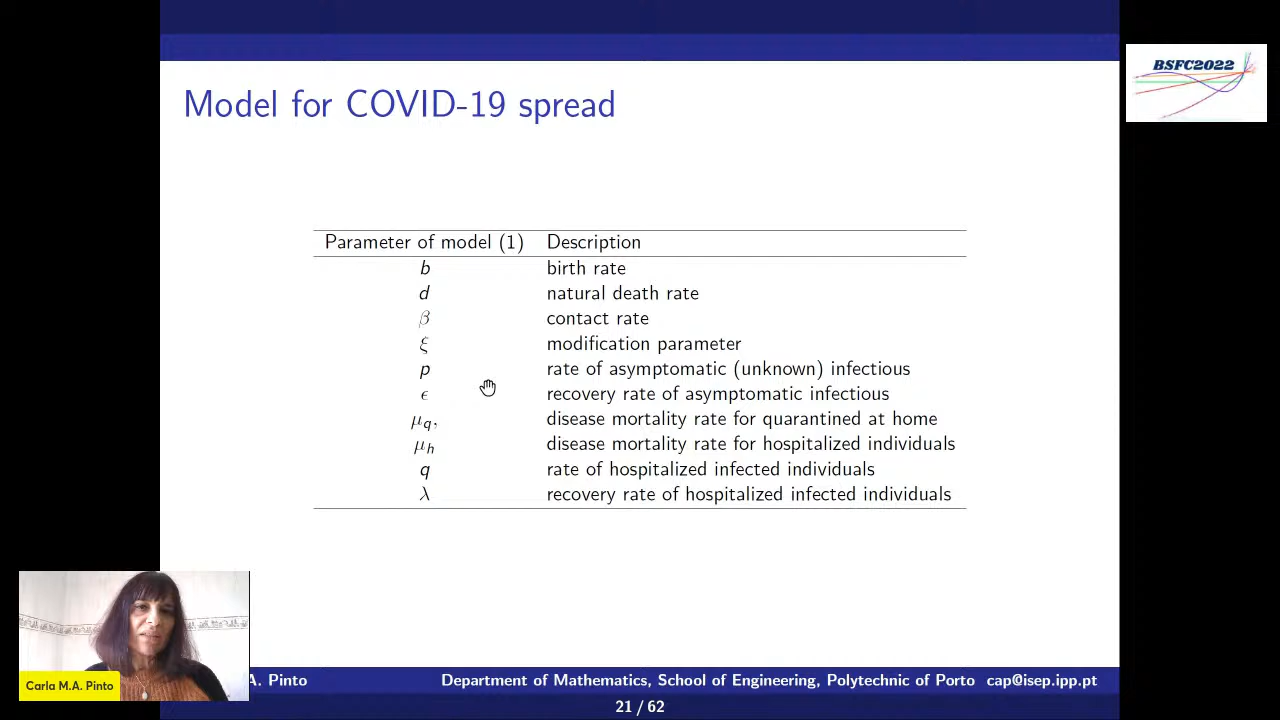 BSFC2022
Model for COVID-19 spread
Parameter of model (1) Description
b birth rate
d natural death rate
β contact rate
ξ modification parameter
p rate of asymptomatic (unknown) infectious
ϵ recovery rate of asymptomatic infectious
μq, disease mortality rate for quarantined at home
μh disease mortality rate for hospitalized individuals
q rate of hospitalized infected individuals
λ recovery rate of hospitalized infected individuals
Carla M.A. Pinto
A. Pinto Department of Mathematics, School of Engineering, Polytechnic of Porto cap@isep.ipp.pt
21 / 62